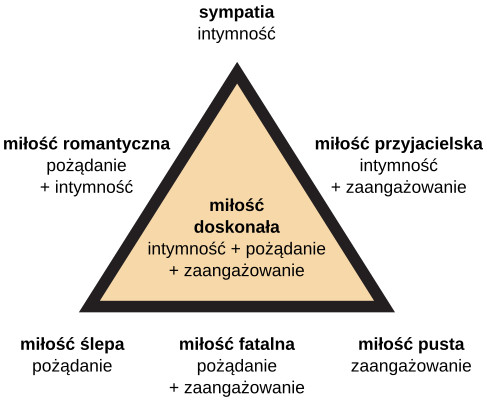 sympatia
intymność
miłość romantyczna
pożądanie
+ intymność
miłość przyjacielska
intymność
+ zaangażowanie
miłość
doskonała
intymność + pożądanie
+ zaangażowanie
miłość ślepa
pożądanie
miłość fatalna
pożądanie
+ zaangażowanie
miłość pusta
zaangażowanie